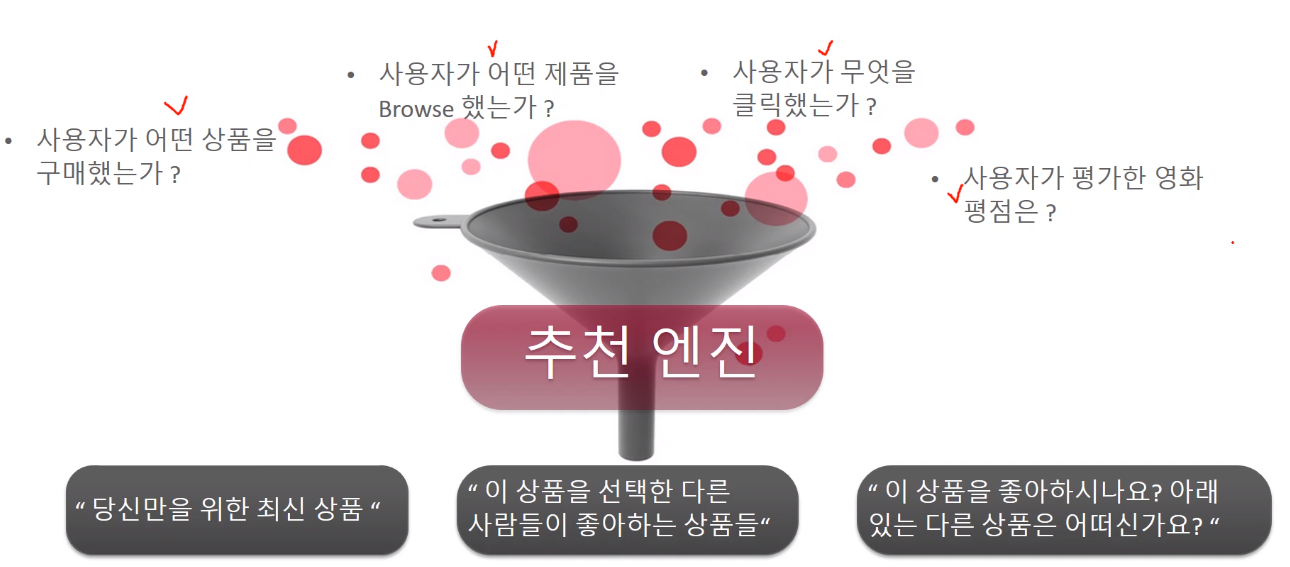 • 사용자가 어떤 상품을
구매했는가 ?
• 사용자가 어떤 제품을
Browse 했는가 ?
• 사용자가 무엇을
클릭했는가 ?
• 사용자가 평가한 영화
평점은 ?
추천 엔진
“ 당신만을 위한 최신 상품 “
“ 이 상품을 선택한 다른
사람들이 좋아하는 상품들“
“ 이 상품을 좋아하시나요? 아래
있는 다른 상품은 어떠신가요? “